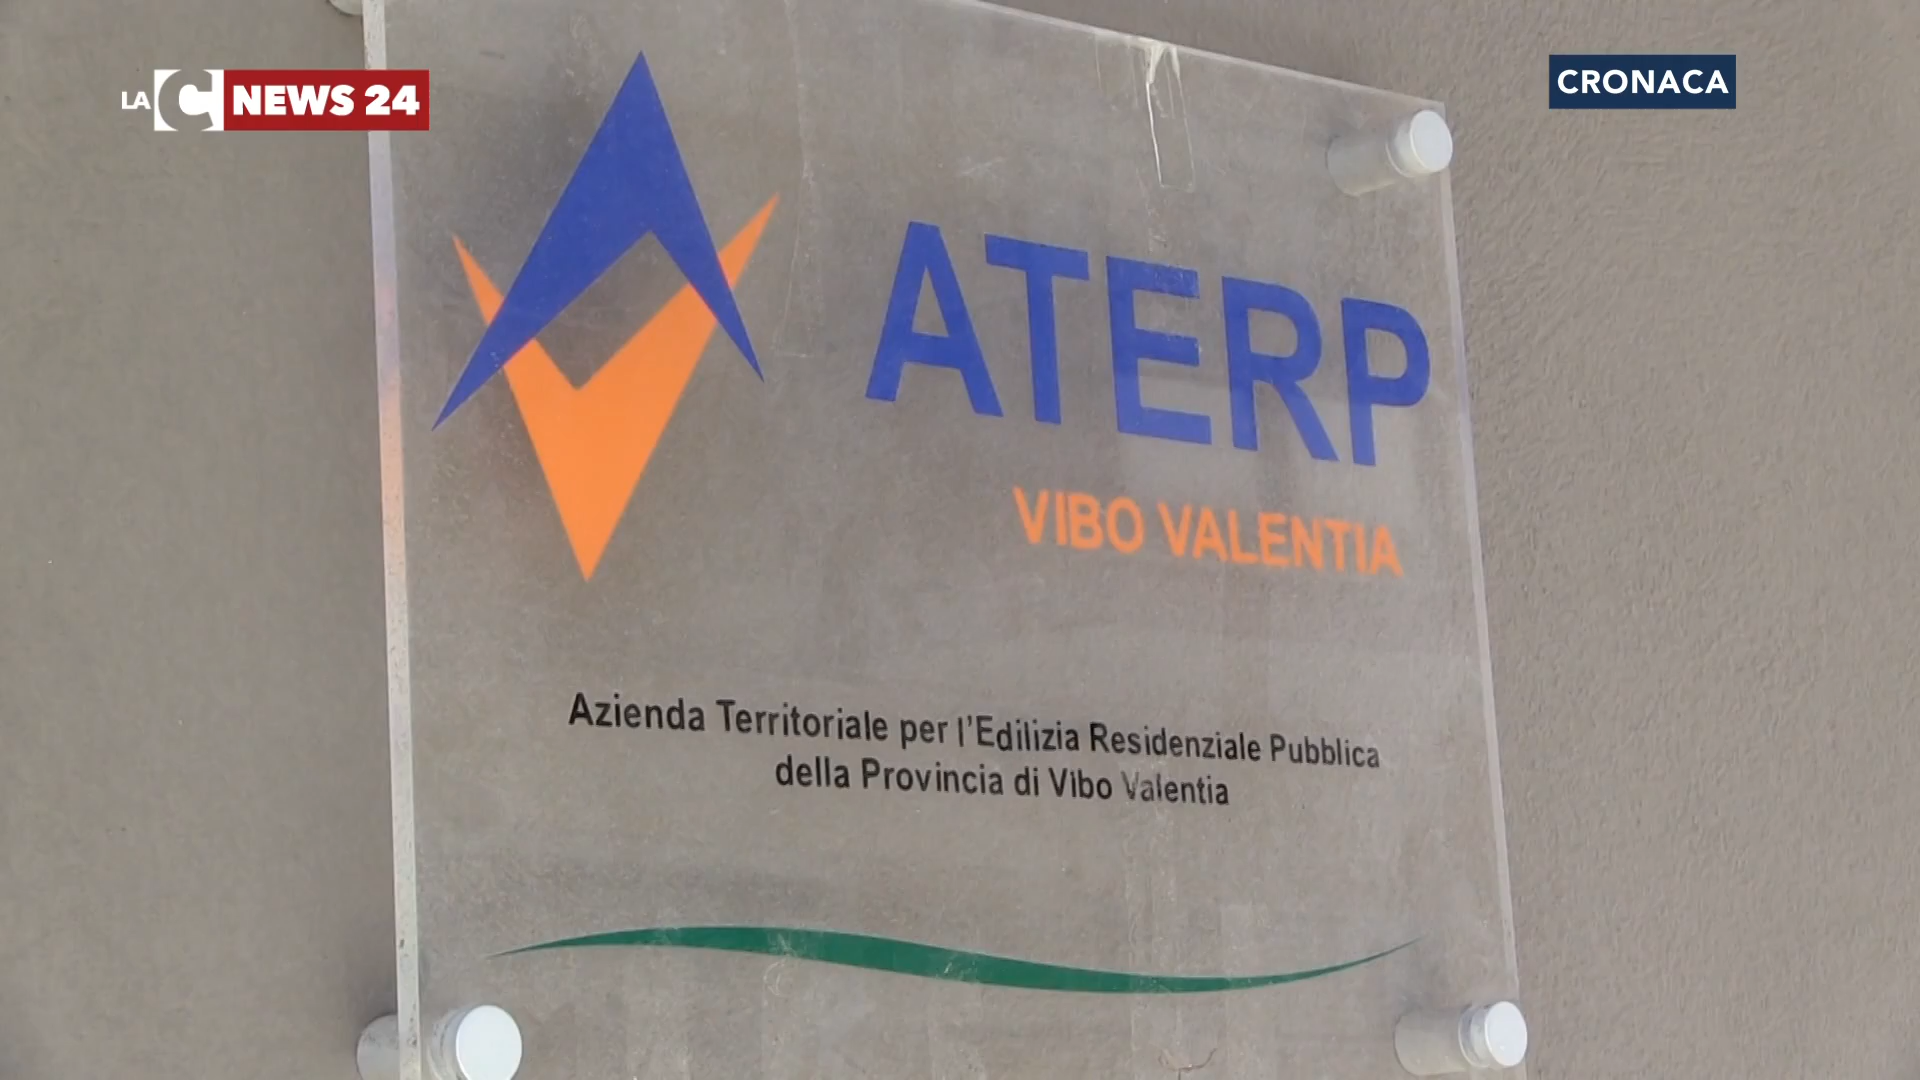 LA C NEWS 24
CRONACA
ATERP
VIBO VALENTIA
Azienda Territoriale per l'Edilizia Residenziale Pubblica
della Provincia di Vibo Valentia